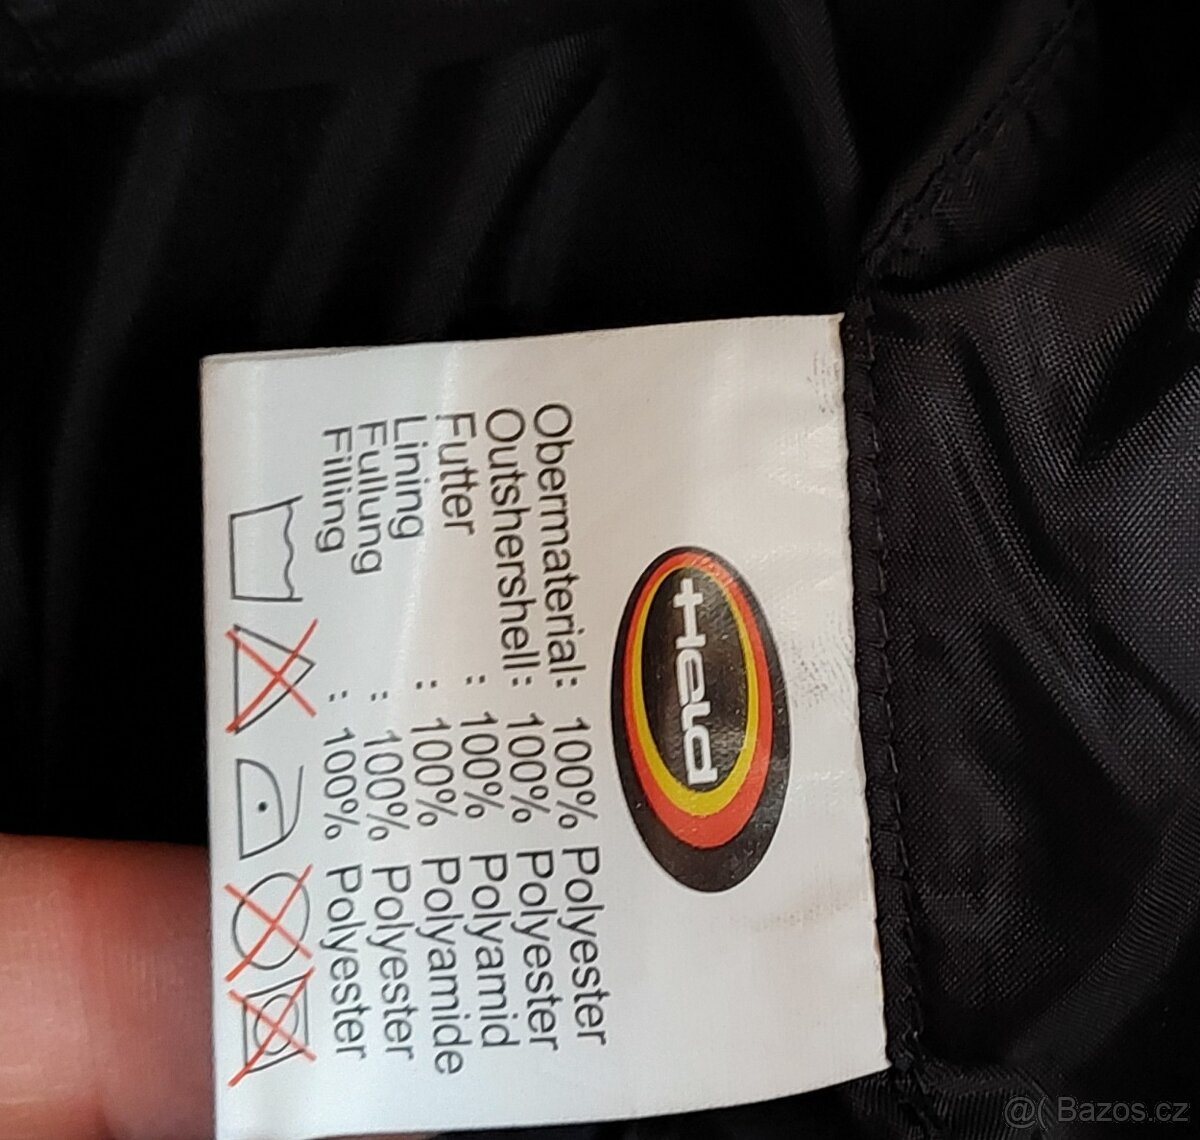 Held
Obermaterial: 100% Polyester
Outshershell: 100% Polyester
Futter : 100% Polyamid
Lining : 100% Polyamide
Fullung : 100% Polyester
Filling : 100% Polyester
@( Bazos.cz